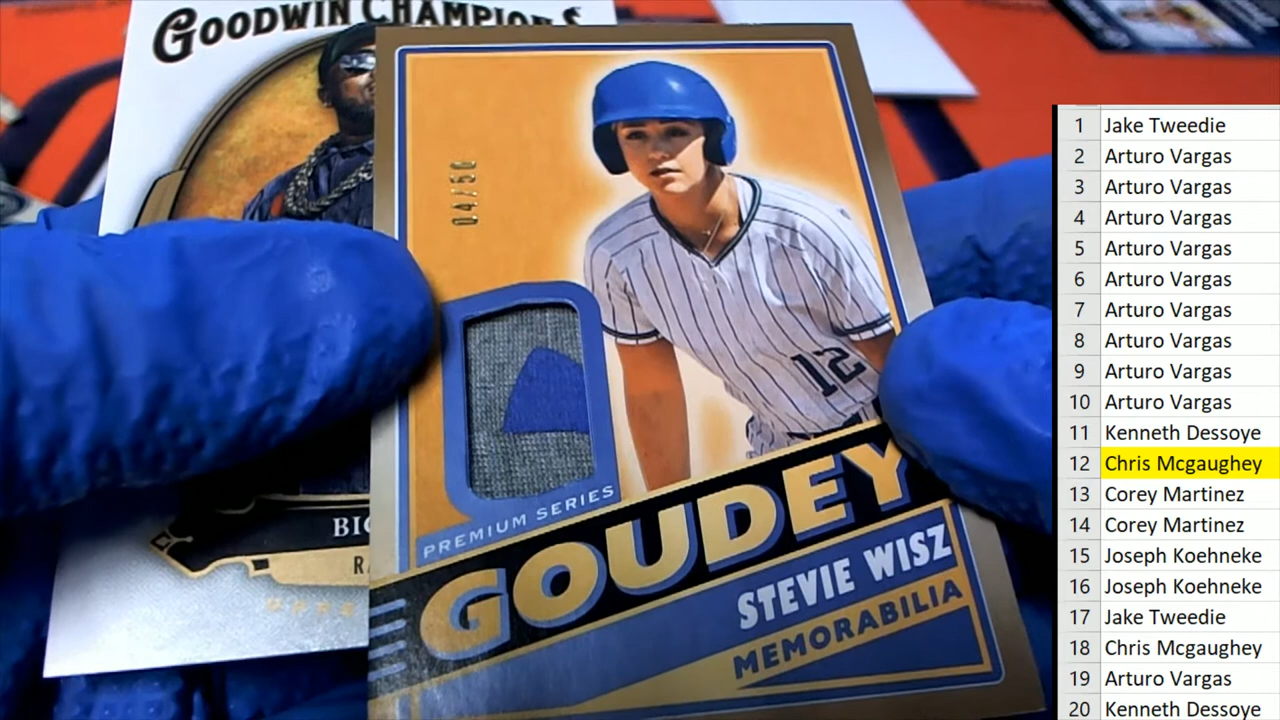 GOODWIN CHAMPIONS
04/50
12
PREMIUM SERIES
GOUDEY
STEVIE WISZ
MEMORABILIA
1 Jake Tweedie
2 Arturo Vargas
3 Arturo Vargas
4 Arturo Vargas
5 Arturo Vargas
6 Arturo Vargas
7 Arturo Vargas
8 Arturo Vargas
9 Arturo Vargas
10 Arturo Vargas
11 Kenneth Dessoye
12 Chris Mcgaughey
13 Corey Martinez
14 Corey Martinez
15 Joseph Koehneke
16 Joseph Koehneke
17 Jake Tweedie
18 Chris Mcgaughey
19 Arturo Vargas
20 Kenneth Dessoye